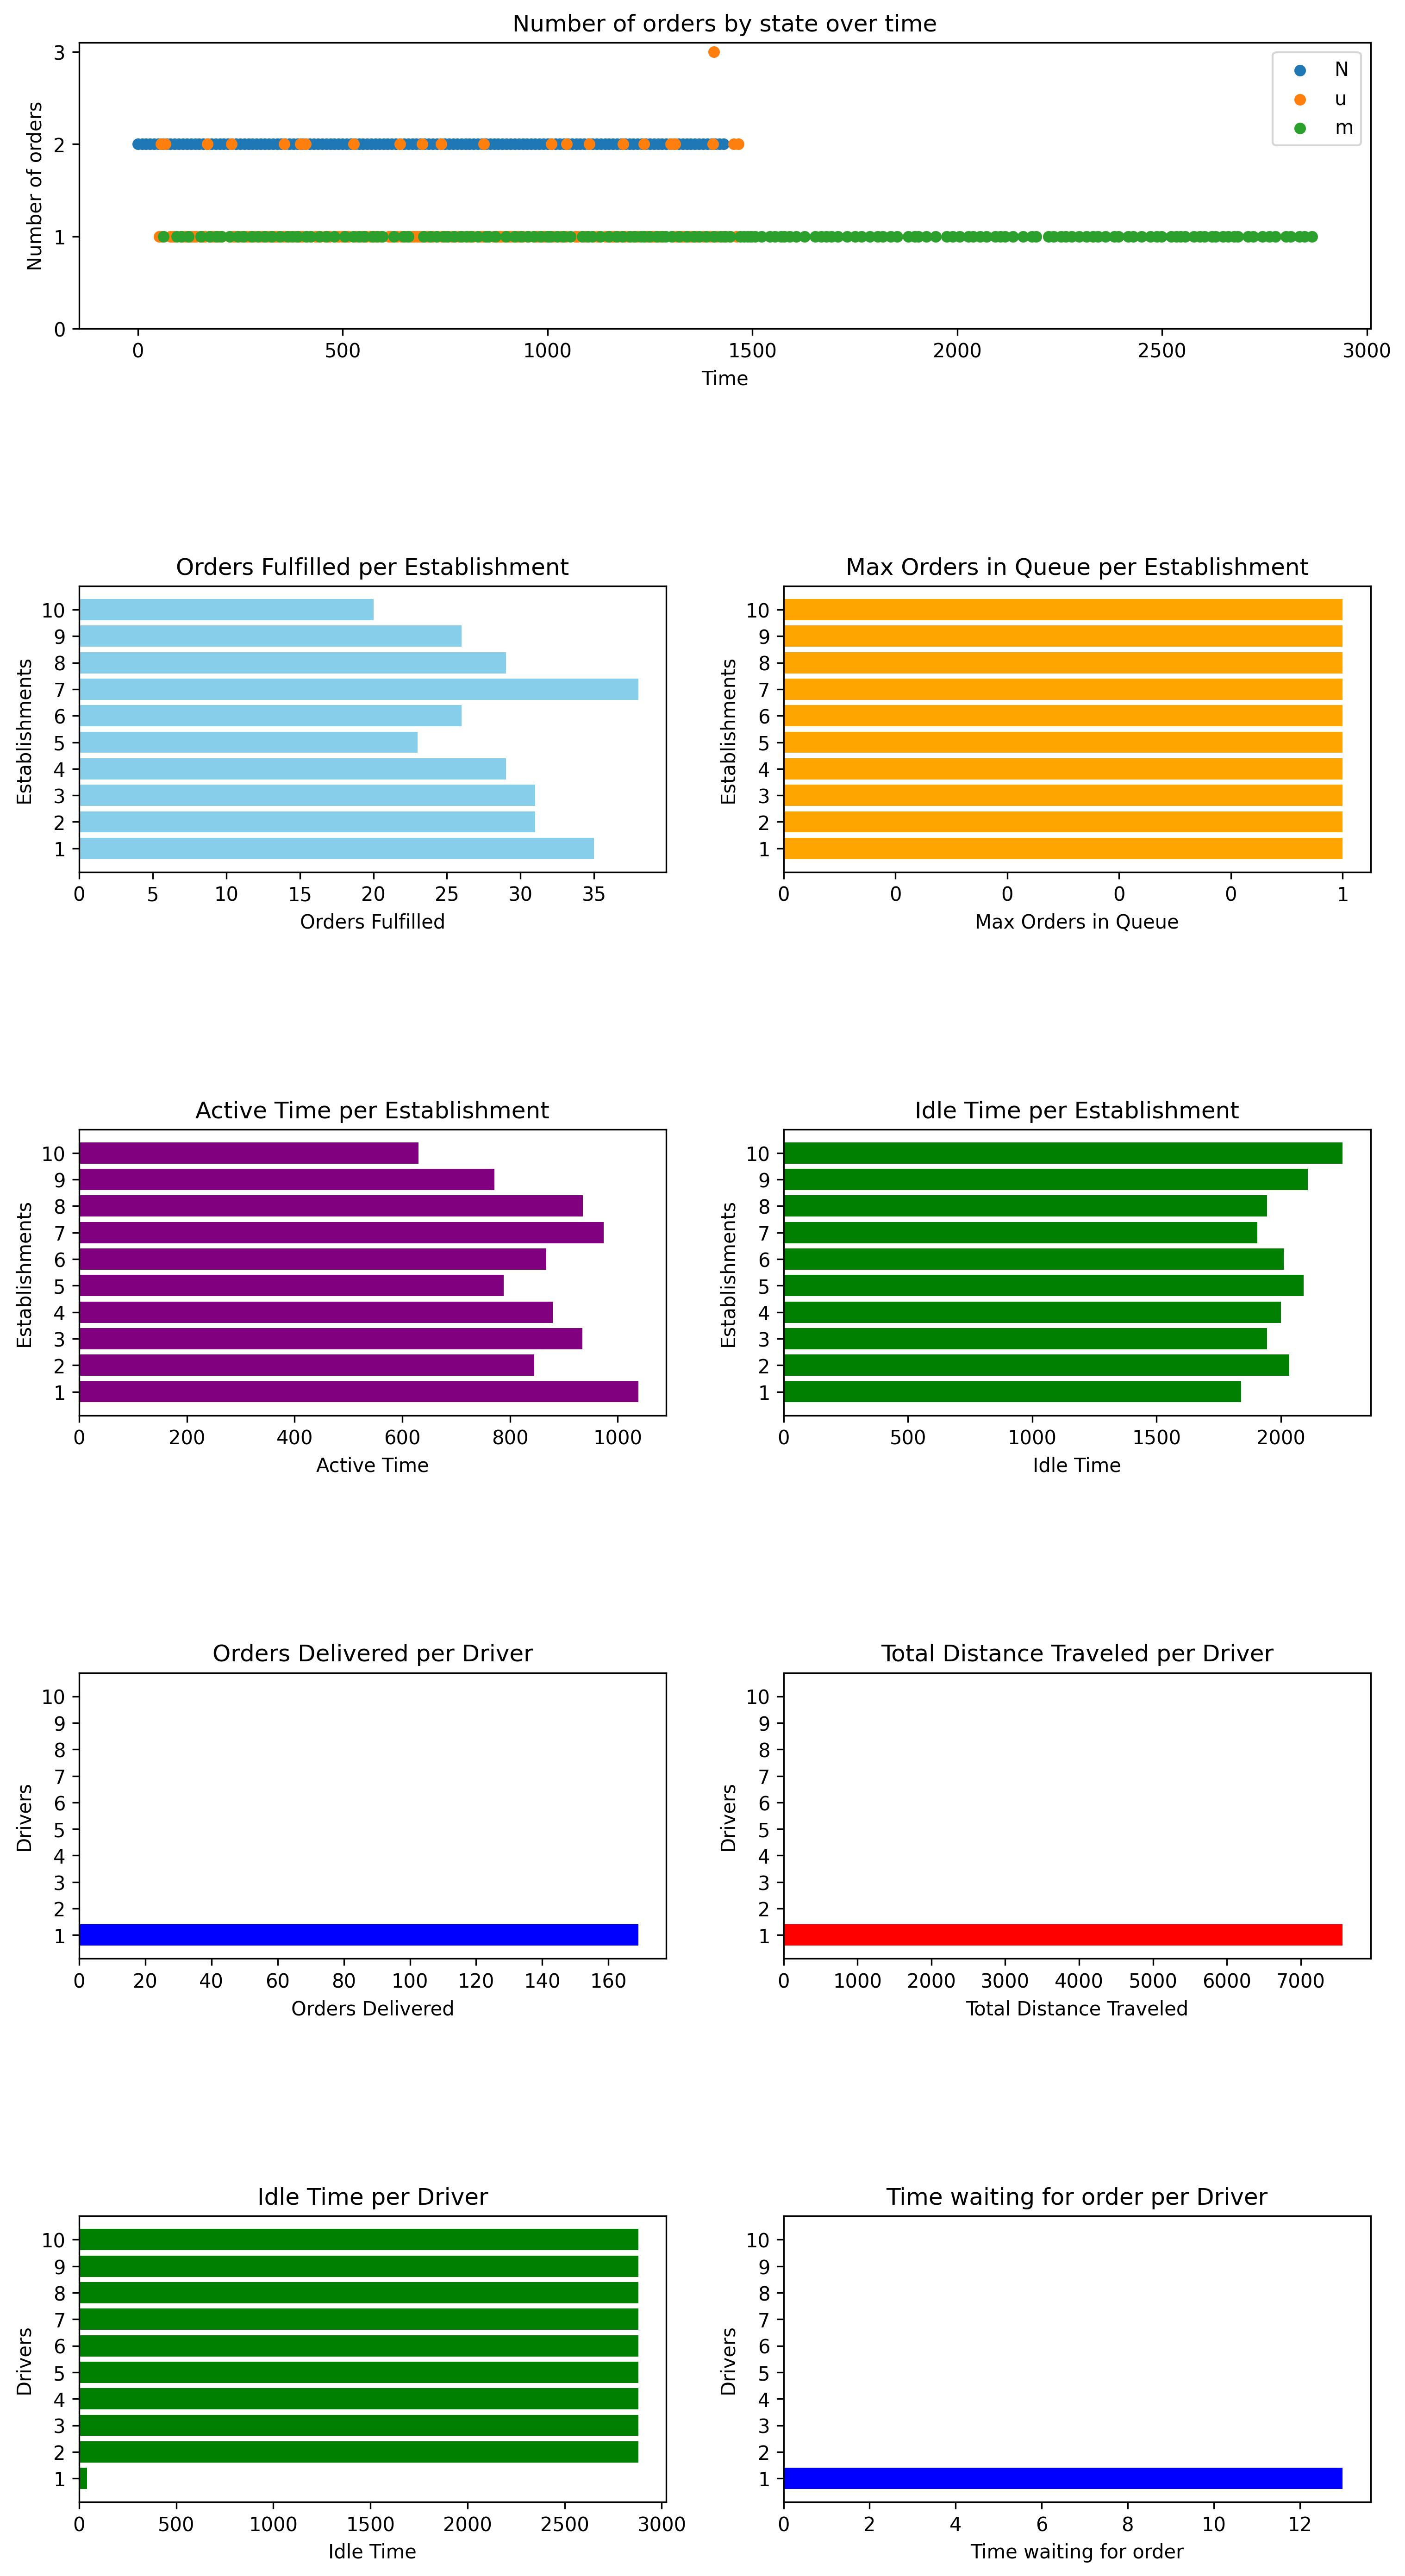 Number of orders by state over time
3
2
1
0
Number of orders
N
u
m
0 500 1000 1500 2000 2500 3000
Time
Orders Fulfilled per Establishment
10
9
8
7
6
5
4
3
2
1
Establishments
0 5 10 15 20 25 30 35
Orders Fulfilled
Max Orders in Queue per Establishment
10
9
8
7
6
5
4
3
2
1
Establishments
0 0 0 0 0 1
Max Orders in Queue
Active Time per Establishment
10
9
8
7
6
5
4
3
2
1
Establishments
0 200 400 600 800 1000
Active Time
Idle Time per Establishment
10
9
8
7
6
5
4
3
2
1
Establishments
0 500 1000 1500 2000
Idle Time
Orders Delivered per Driver
10
9
8
7
6
5
4
3
2
1
Drivers
0 20 40 60 80 100 120 140 160
Orders Delivered
Total Distance Traveled per Driver
10
9
8
7
6
5
4
3
2
1
Drivers
0 1000 2000 3000 4000 5000 6000 7000
Total Distance Traveled
Idle Time per Driver
10
9
8
7
6
5
4
3
2
1
Drivers
0 500 1000 1500 2000 2500 3000
Idle Time
Time waiting for order per Driver
10
9
8
7
6
5
4
3
2
1
Drivers
0 2 4 6 8 10 12
Time waiting for order